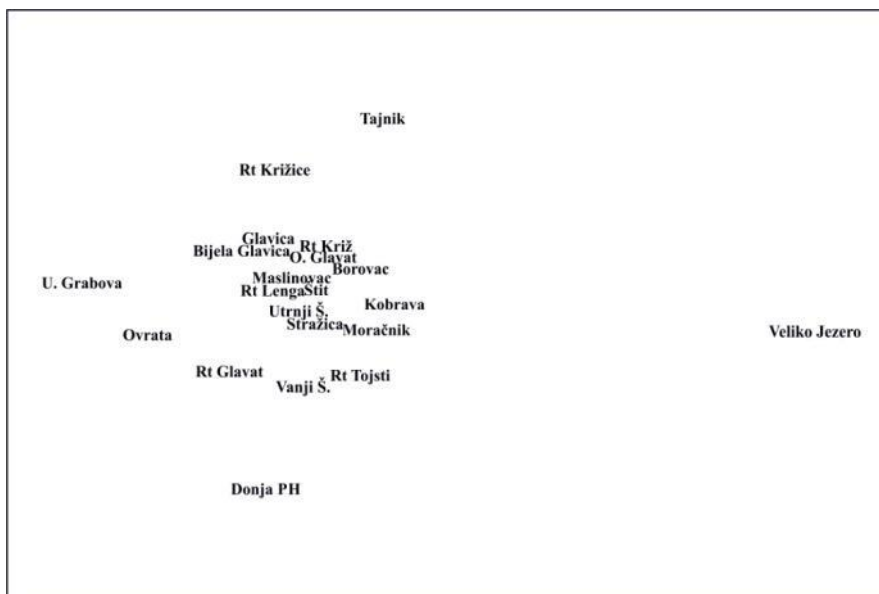 Tajnik
Rt Križice
Glavica
Rt Križ
Bijela Glavica
O. Glavat
Borovac
Maslinovac
U. Grabova
Rt Lenga
Štit
Kobrava
Utrnji Š.
Stražica
Moračnik
Veliko Jezero
Ovrata
Rt Glavat
Rt Tojsti
Vanji Š.
Donja PH